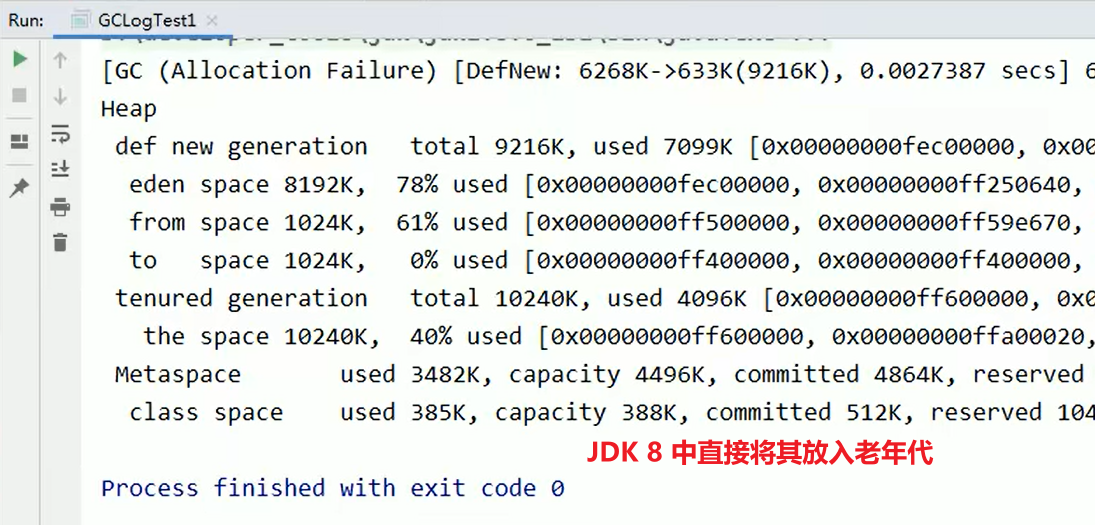 Run: GCLogTest1
[GC (Allocation Failure) [DefNew: 6268K->633K(9216K), 0.0027387 secs] 6
Heap
def new generation total 9216K, used 7099K [0x00000000fec00000, 0x00
eden space 8192K, 78% used [0x00000000fec00000, 0x00000000ff250640,
from space 1024K, 61% used [0x00000000ff500000, 0x00000000ff59e670,
to space 1024K, 0% used [0x00000000ff400000, 0x00000000ff400000,
tenured generation total 10240K, used 4096K [0x00000000ff600000, 0x0
the space 10240K, 40% used [0x00000000ff600000, 0x00000000ffa00020,
Metaspace used 3482K, capacity 4496K, committed 4864K, reserved
class space used 385K, capacity 388K, committed 512K, reserved 104
JDK 8 中直接将其放入老年代
Process finished with exit code 0